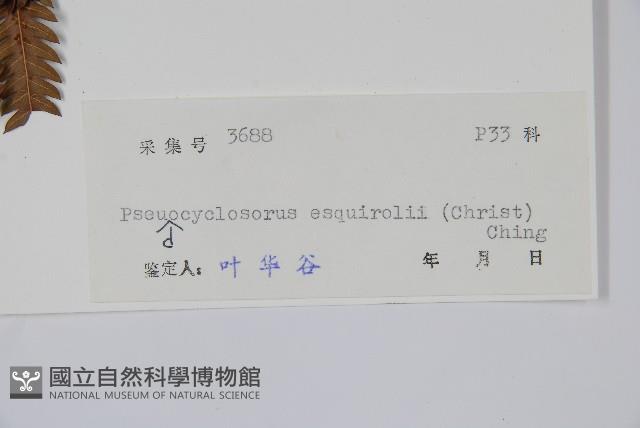 采集号 3688 P33 科
Pseuocyclosorus esquirolii (Christ)
d
Ching
鉴定人: 叶华谷 年 月 日
國立自然科學博物館
NATIONAL MUSEUM OF NATURAL SCIENCE